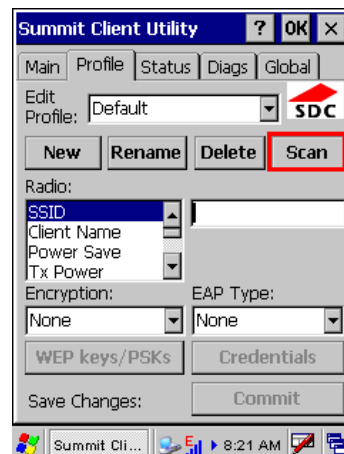 Summit Client Utility ? OK ×
Main Profile Status Diags Global
Edit Profile: Default
SDC
New Rename Delete Scan
Radio:
SSID
Client Name
Power Save
Tx Power
Encryption: EAP Type:
None None
WEP keys/PSKs Credentials
Save Changes: Commit
Summit Cli... 8:21 AM